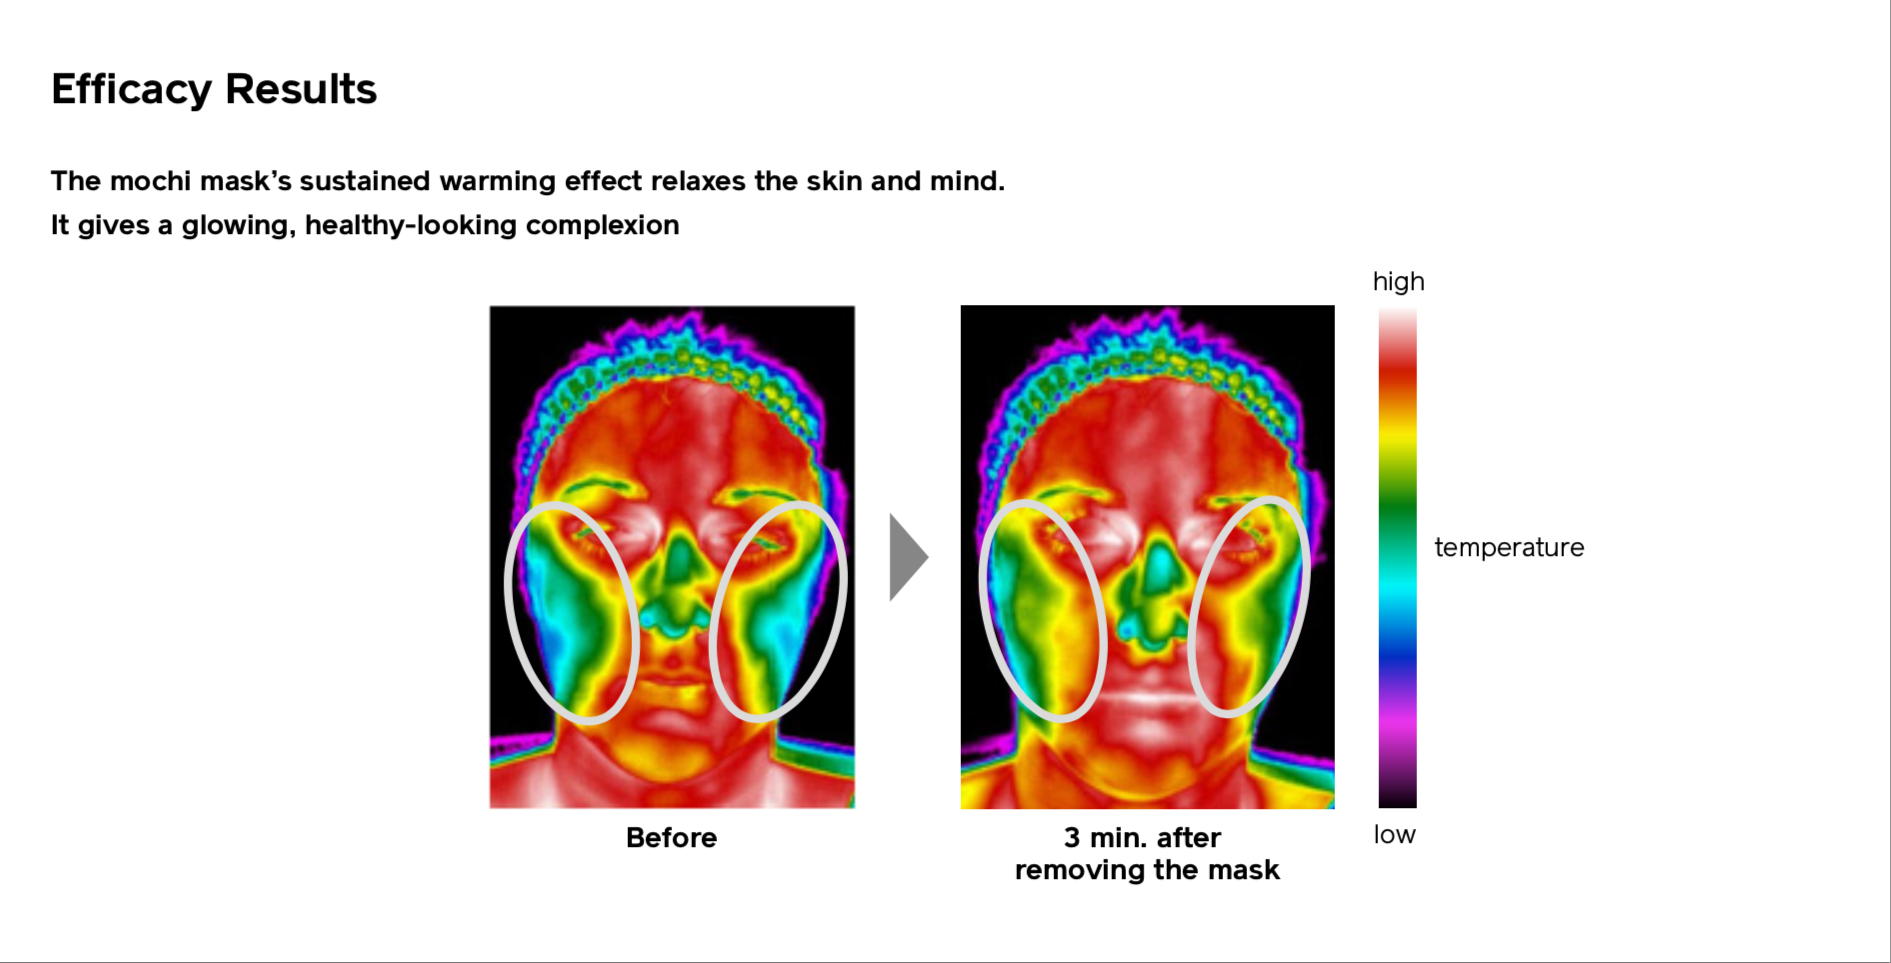 Efficacy Results
The mochi mask’s sustained warming effect relaxes the skin and mind.
It gives a glowing, healthy-looking complexion
high
temperature
low
Before
3 min. after
removing the mask